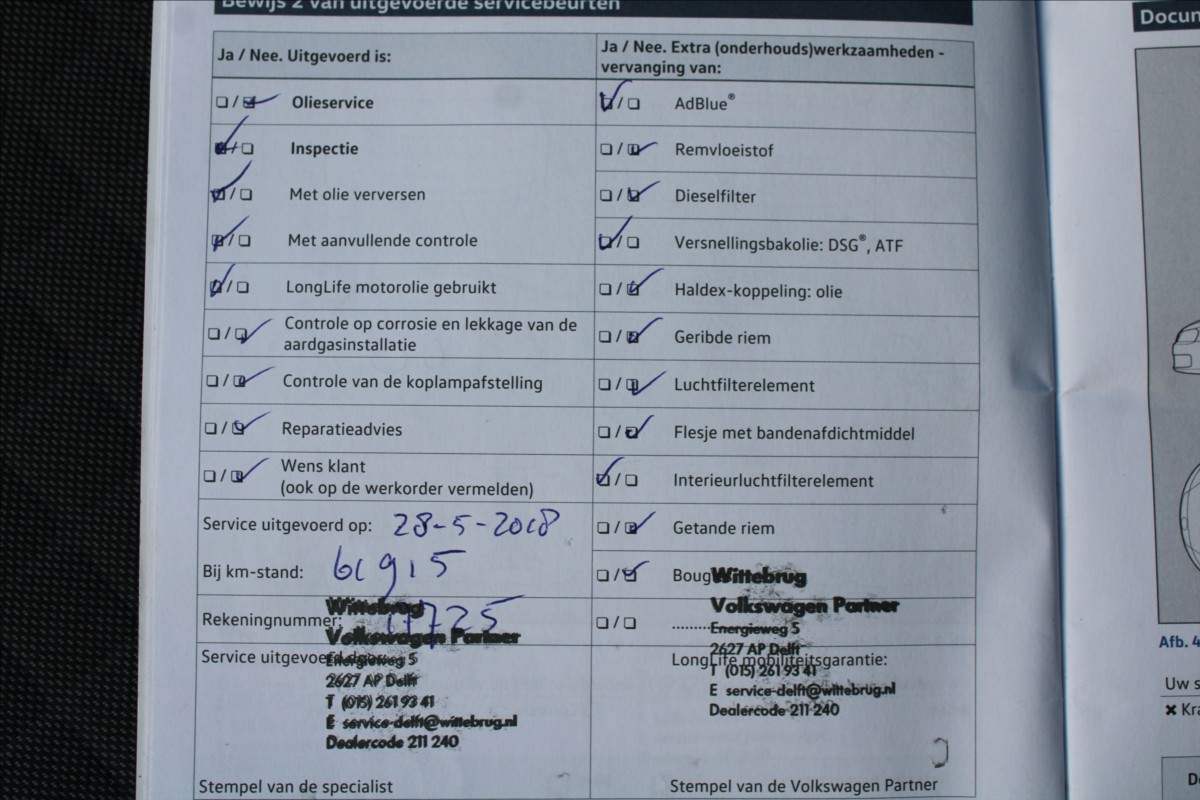 Bewijs 2 van uitgevoerde servicebeurten
Ja / Nee. Uitgevoerd is:
Olieservice
Inspectie
Met olie verversen
Met aanvullende controle
LongLife motorolie gebruikt
Controle op corrosie en lekkage van de
aardgasinstallatie
Controle van de koplampafstelling
Reparatieadvies
Wens klant
(ook op de werkorder vermelden)
Service uitgevoerd op: 28-5-2018
Bij km-stand: 61915
Rekeningnummer:
Service uitgevoerd
Wittebrug
Volkswagen Partner
Energieweg 5
2627 AP Delft
T (015) 261 93 41
E service-delft@wittebrug.nl
Dealercode 211 240
Stempel van de specialist
Ja / Nee. Extra (onderhouds)werkzaamheden -
vervanging van:
AdBlue®
Remvloeistof
Dieselfilter
Versnellingsbakolie: DSG®, ATF
Haldex-koppeling: olie
Geribde riem
Luchtfilterelement
Flesje met bandenafdichtmiddel
Interieurluchtfilterelement
Getande riem
Boug
Wittebrug
Volkswagen Partner
Energieweg 5
2627 AP Delft
LongLife mobiliteitsgarantie:
T (015) 261 93 41
E service-delft@wittebrug.nl
Dealercode 211 240
Stempel van de Volkswagen Partner
Docum
Afb. 4
Uw s
✖ Kra
D